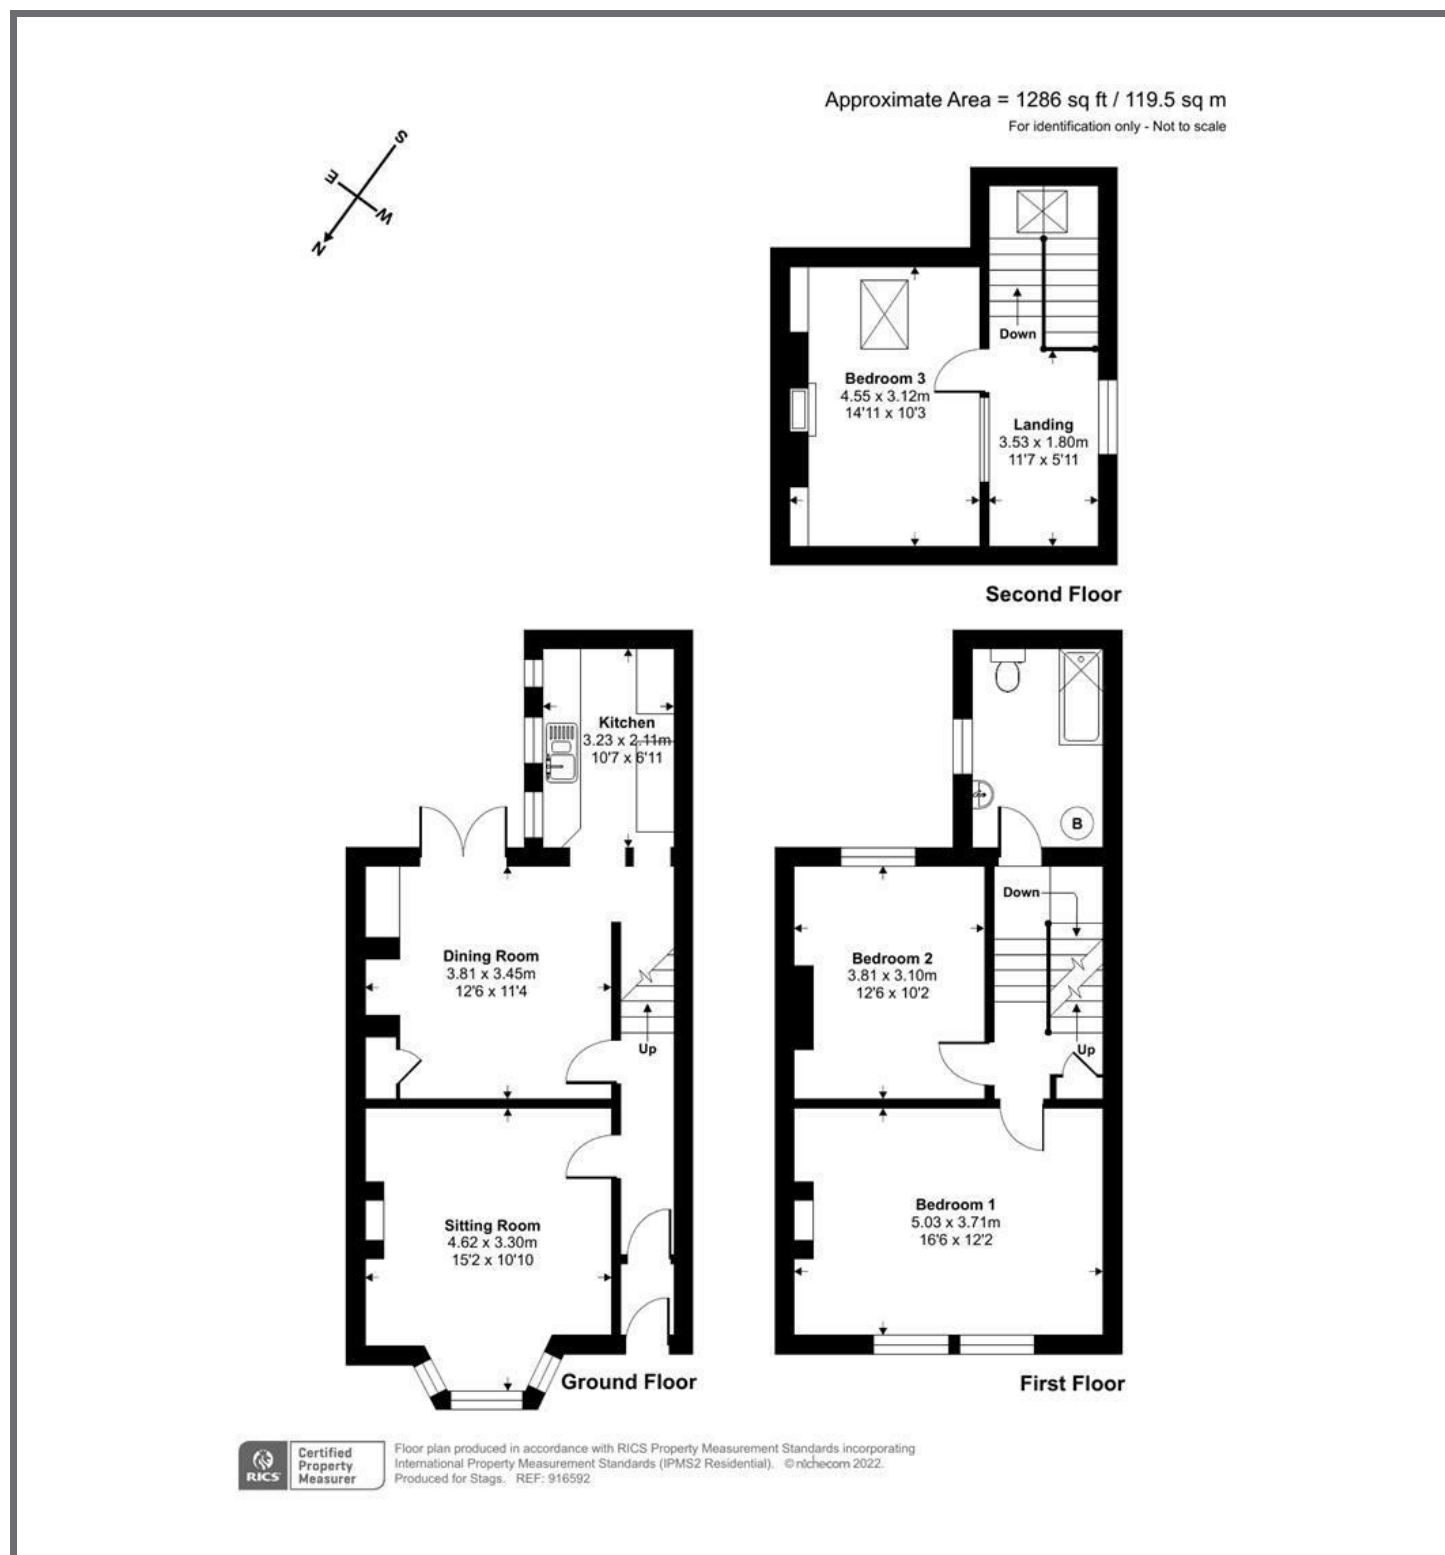 Approximate Area = 1286 sq ft / 119.5 sq m
For identification only - Not to scale
S
E
W
N
Down
Bedroom 3
4.55 x 3.12m
14'11 x 10'3
Landing
3.53 x 1.80m
11'7 x 5'11
Second Floor
Kitchen
3.23 x 2.11m
10'7 x 6'11
B
Dining Room
3.81 x 3.45m
12'6 x 11'4
Up
Down
Bedroom 2
3.81 x 3.10m
12'6 x 10'2
Up
Sitting Room
4.62 x 3.30m
15'2 x 10'10
Bedroom 1
5.03 x 3.71m
16'6 x 12'2
Ground Floor
First Floor
RICS
Certified
Property
Measurer
Floor plan produced in accordance with RICS Property Measurement Standards incorporating
International Property Measurement Standards (IPMS2 Residential). © nichecom 2022.
Produced for Stags. REF: 916592